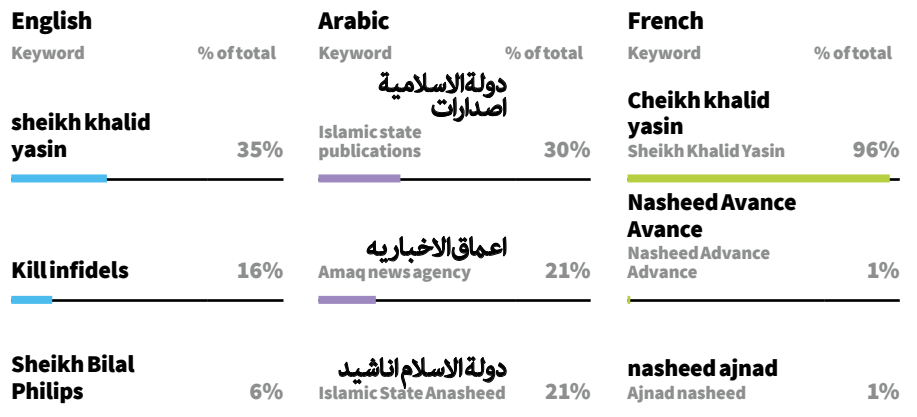 English
Keyword % of total
sheikh khalid
yasin 35%
Kill infidels 16%
Sheikh Bilal
Philips 6%
Arabic
Keyword % of total
دولةالاسلامية
اصدارات
Islamic state
publications 30%
اعماق الاخباريه
Amaq news agency 21%
دولة الاسلام اناشيد
Islamic State Anasheed 21%
French
Keyword % of total
Cheikh khalid
yasin
Sheikh Khalid Yasin 96%
Nasheed Avance
Avance
Nasheed Advance
Advance 1%
nasheed ajnad
Ajnad nasheed 1%